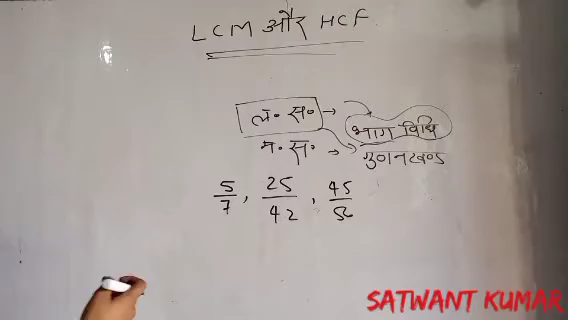 LCM और HCF
ल॰ स॰ → भाग विधि
म॰ स॰ → गुणनखण्ड
5/7, 25/42, 45/56
SATWANT KUMAR